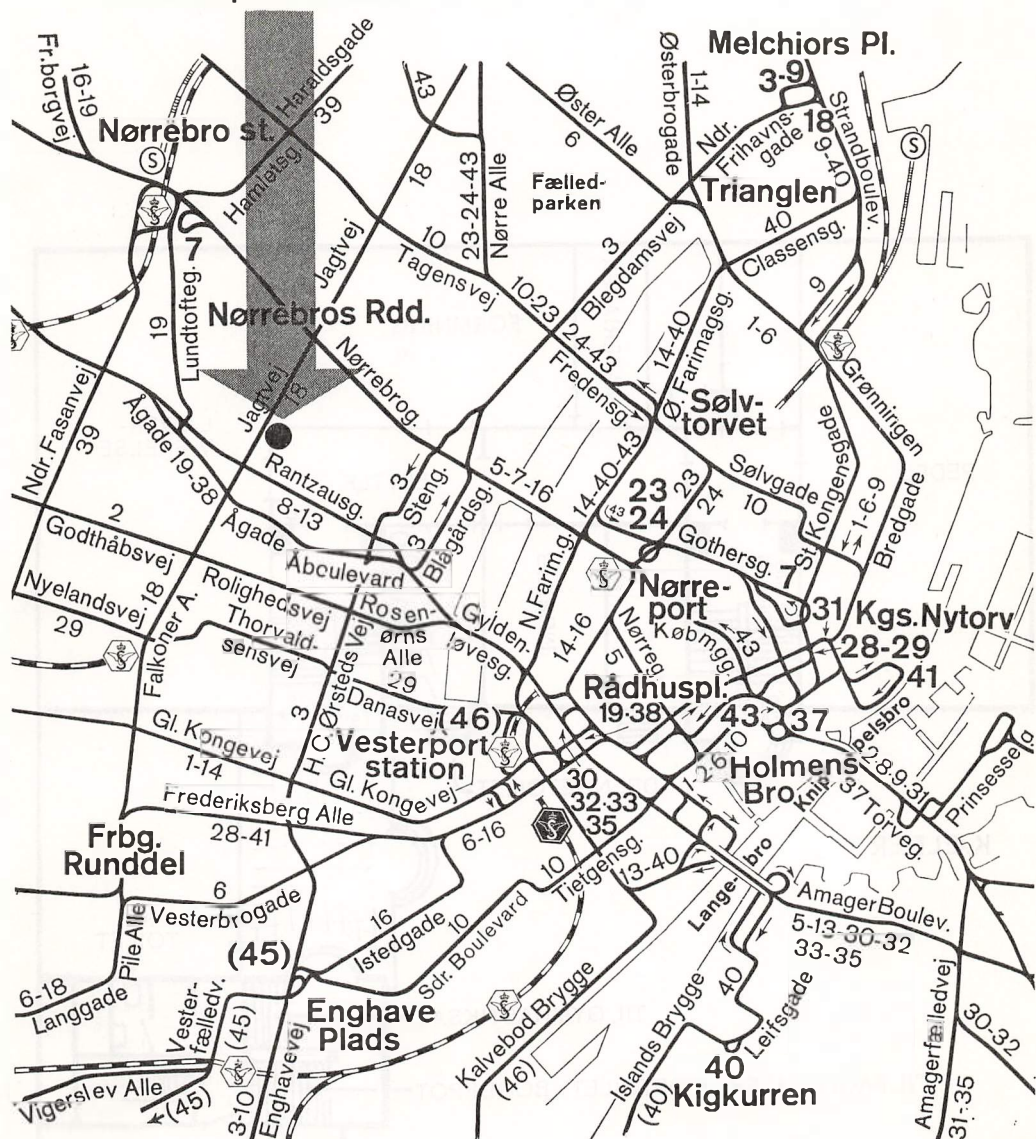 Melchiors Pl.
3-9
Fr.borgvej
16-19
Haraldsgade
39
43
Øster Alle
6
Østerbrogade
1-14
Ndr.
Frihavns-
gade
18
9-40
Strandboulev.
S
Nørrebro st.
S
Hamletsg.
18
23-24-43
Nørre Alle
Fælled-
parken
Trianglen
40
Classensg.
7
Lundtofteg.
19
Jagtvej
10
Tagensvej
3
Blegdamsvej
9
Nørrebros Rdd.
10-23
24-43
14-40
Ø. Farimagsg.
1-6
Grønningen
Nørrebrog.
Jagtvej
18
Fredensg.
Sølv-
torvet
Ndr. Fasanvej
39
Ågade 19-38
Rantzausg.
8-13
3
Steng.
3
Blågårdsg.
5-7-16
14-40-43
23
(43
24
23
24
Sølvgade
10
St. Kongensgade
1-6-9
Bredgade
2
Godthåbsvej
Ågade
Åbculevard
Gothersg.
7
Nyelandsvej
29
18
Falkoner A.
Rolighedsvej
Thorvald-
sensvej
Rosen-
ørns
Alle
29
Gylden-
løvesg.
N.Farim.g.
14-16
Nørre-
port
Nørreg.
5
Købmgg.
43
31
Kgs.Nytorv
28-29
41
Danasvej
(46)
Rådhuspl.
19-38
43
37
3
H.C. Ørsteds Vej
Vesterport
station
Gl. Kongevej
1-14
Gl. Kongevej
30
32-33
35
1-2-6
10
Holmens
Bro.
Knip
pelsbro
2-8-9-31
37
Torveg.
Prinsesseg.
Frederiksberg Alle
28-41
6-16
Frbg.
Runddel
6
Vesterbrogade
10
Tietgensg.
13-40
Lange-
bro
AmagerBoulev.
5-13-30-32
33-35
Pile Alle
16
Istedgade
10
Sdr. Boulevard
(45)
6-18
Langgade
Vester-
fælledv.
(45)
Enghave
Plads
Kalvebod Brygge
(46)
40
Islands Brygge
(40)
Leifsgade
40
Kigkurren
Amagerfælledvej
31-35
30-32
Vigerslev Alle
(45)
3-10
Enghavevej